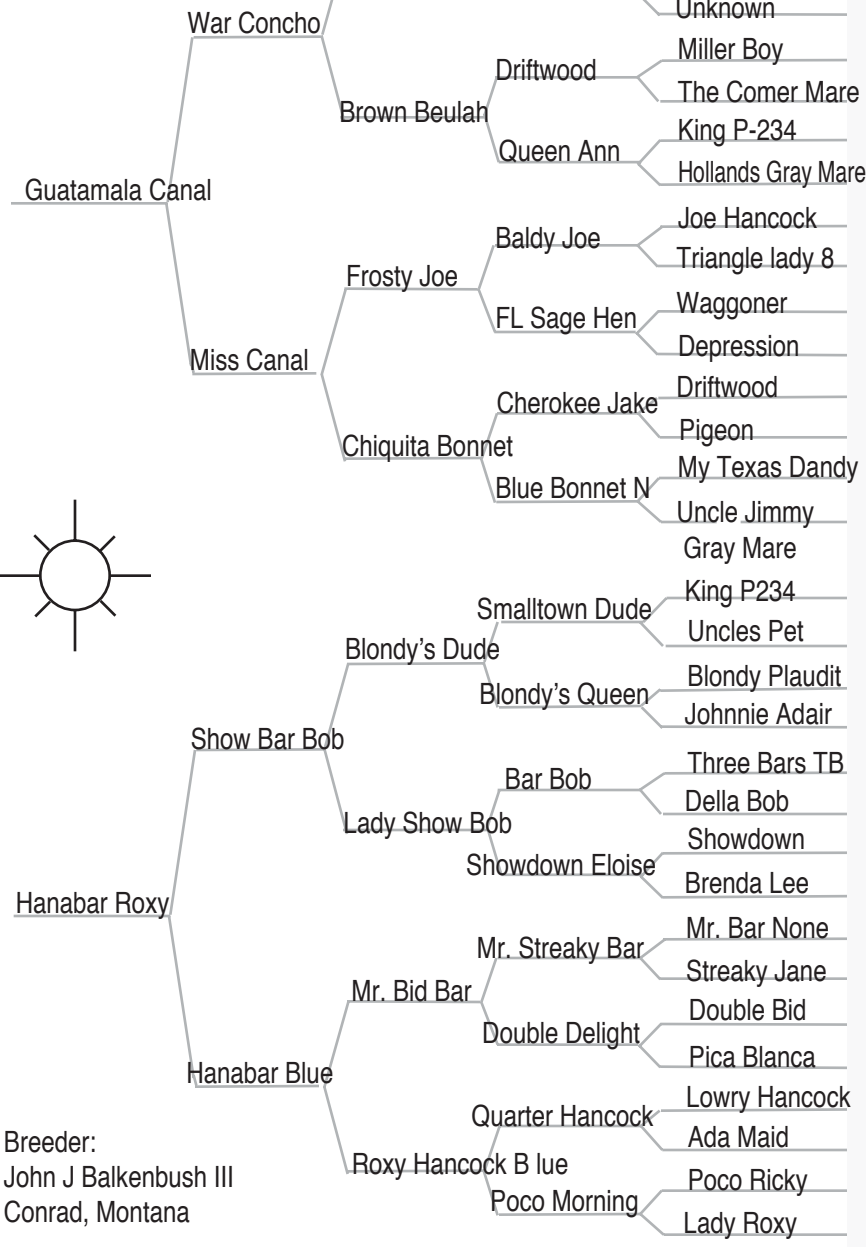 Unknown
War Concho
Miller Boy
Driftwood
The Comer Mare
Brown Beulah
King P-234
Queen Ann
Hollands Gray Mare
Guatamala Canal
Joe Hancock
Baldy Joe
Triangle lady 8
Frosty Joe
Waggoner
FL Sage Hen
Depression
Miss Canal
Driftwood
Cherokee Jake
Pigeon
Chiquita Bonnet
My Texas Dandy
Blue Bonnet N
Uncle Jimmy
Gray Mare
King P234
Smalltown Dude
Uncles Pet
Blondy's Dude
Blondy Plaudit
Blondy's Queen
Johnnie Adair
Show Bar Bob
Three Bars TB
Bar Bob
Della Bob
Lady Show Bob
Showdown
Showdown Eloise
Brenda Lee
Hanabar Roxy
Mr. Bar None
Mr. Streaky Bar
Streaky Jane
Mr. Bid Bar
Double Bid
Double Delight
Pica Blanca
Hanabar Blue
Lowry Hancock
Quarter Hancock
Ada Maid
Roxy Hancock B lue
Poco Ricky
Poco Morning
Lady Roxy
Breeder:
John J Balkenbush III
Conrad, Montana